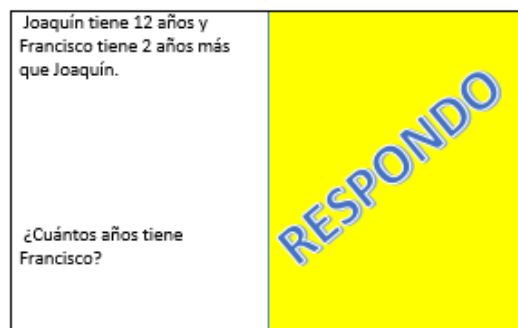 Joaquín tiene 12 años y
Francisco tiene 2 años más
que Joaquín.
¿Cuántos años tiene
Francisco?
RESPONDO